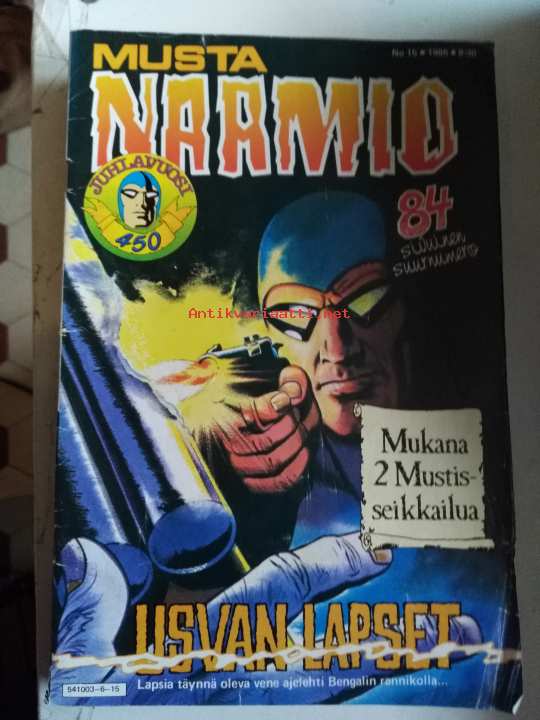 MUSTA
No 15 ★ 1986 ★ 8:90
NAAMIO
JUHLAVUOSI
450
84
sivuinen
suurnumero
Antikvariaatti.net
Mukana
2 Mustis-
seikkailua
USVAN LAPSET
Lapsia täynnä oleva vene ajelehti Bengalin rannikolla...
541003-6-15